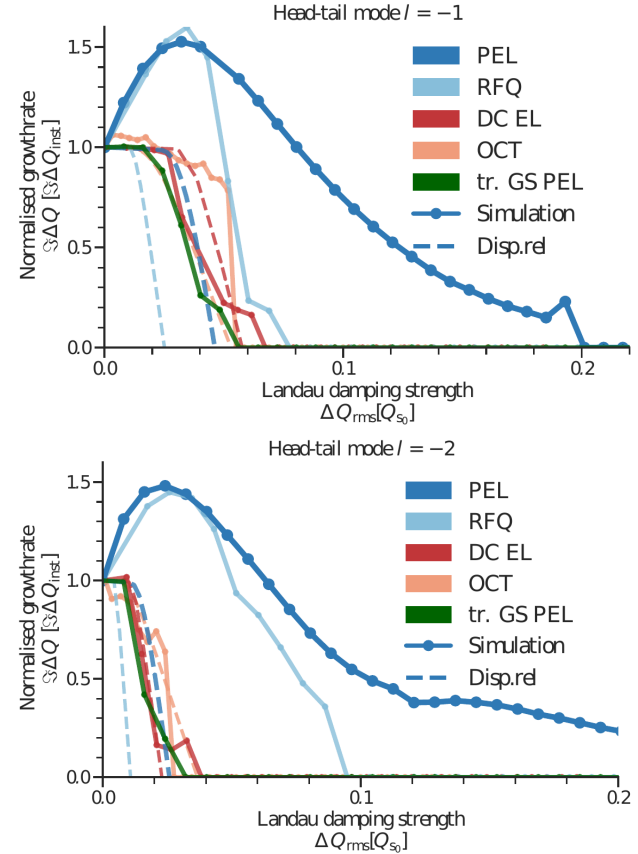 Head-tail mode l = −1
1.5
1.0
0.5
0.0
Normalised growthrate
ℑΔQ [ℑΔQinst]
PEL
RFQ
DC EL
OCT
tr. GS PEL
Simulation
Disp.rel
0.0 0.1 0.2
Landau damping strength
ΔQrms[Qs0]
Head-tail mode l = −2
1.5
1.0
0.5
0.0
Normalised growthrate
ℑΔQ [ℑΔQinst]
PEL
RFQ
DC EL
OCT
tr. GS PEL
Simulation
Disp.rel
0.0 0.1 0.2
Landau damping strength
ΔQrms[Qs0]